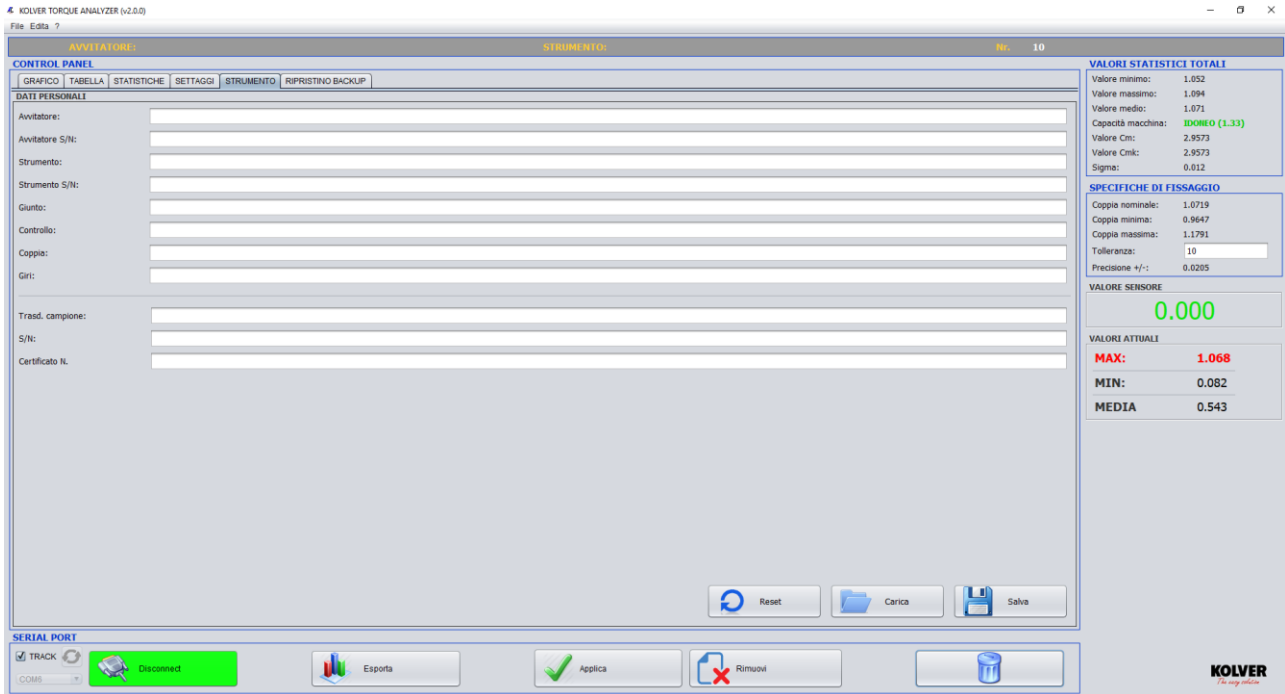 KOLVER TORQUE ANALYZER (v2.0.0)
File Edita ?
AVVITATORE: STRUMENTO: Nr. 10
CONTROL PANEL
GRAFICO TABELLA STATISTICHE SETTAGGI STRUMENTO RIPRISTINO BACKUP
DATI PERSONALI
Avvitatore:
Avvitatore S/N:
Strumento:
Strumento S/N:
Giunto:
Controllo:
Coppia:
Giri:
Trasd. campione:
S/N:
Certificato N.
Reset Carica Salva
VALORI STATISTICI TOTALI
Valore minimo: 1.052
Valore massimo: 1.094
Valore medio: 1.071
Capacità macchina: IDONEO (1.33)
Valore Cm: 2.9573
Valore Cmk: 2.9573
Sigma: 0.012
SPECIFICHE DI FISSAGGIO
Coppia nominale: 1.0719
Coppia minima: 0.9647
Coppia massima: 1.1791
Tolleranza: 10
Precisione +/-: 0.0205
VALORE SENSORE
0.000
VALORI ATTUALI
MAX: 1.068
MIN: 0.082
MEDIA 0.543
SERIAL PORT
TRACK
COM6
Disconnect Esporta Applica Rimuovi
KOLVER
The easy solution